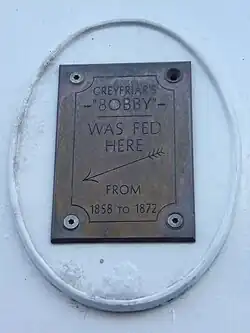 GREYFRIAR'S
"BOBBY"
WAS FED
HERE
FROM
1858 TO 1872